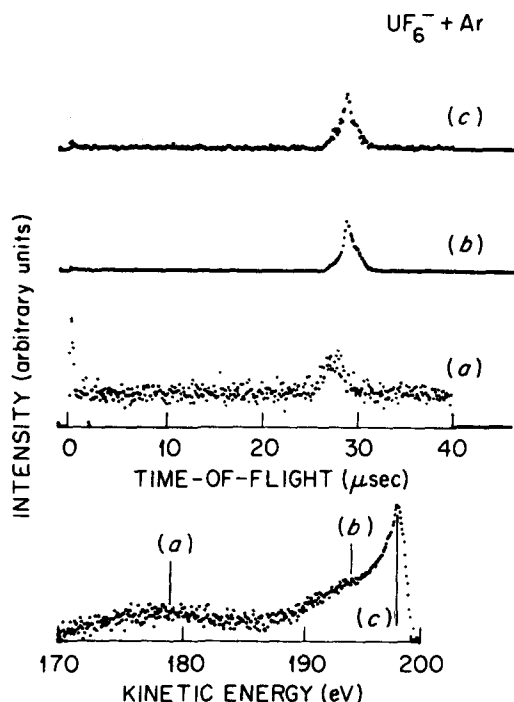 UF₆⁻ + Ar
(c)
(b)
(a)
INTENSITY (arbitrary units)
0 10 20 30 40
TIME-OF-FLIGHT (μsec)
(a) (b) (c)
170 180 190 200
KINETIC ENERGY (eV)